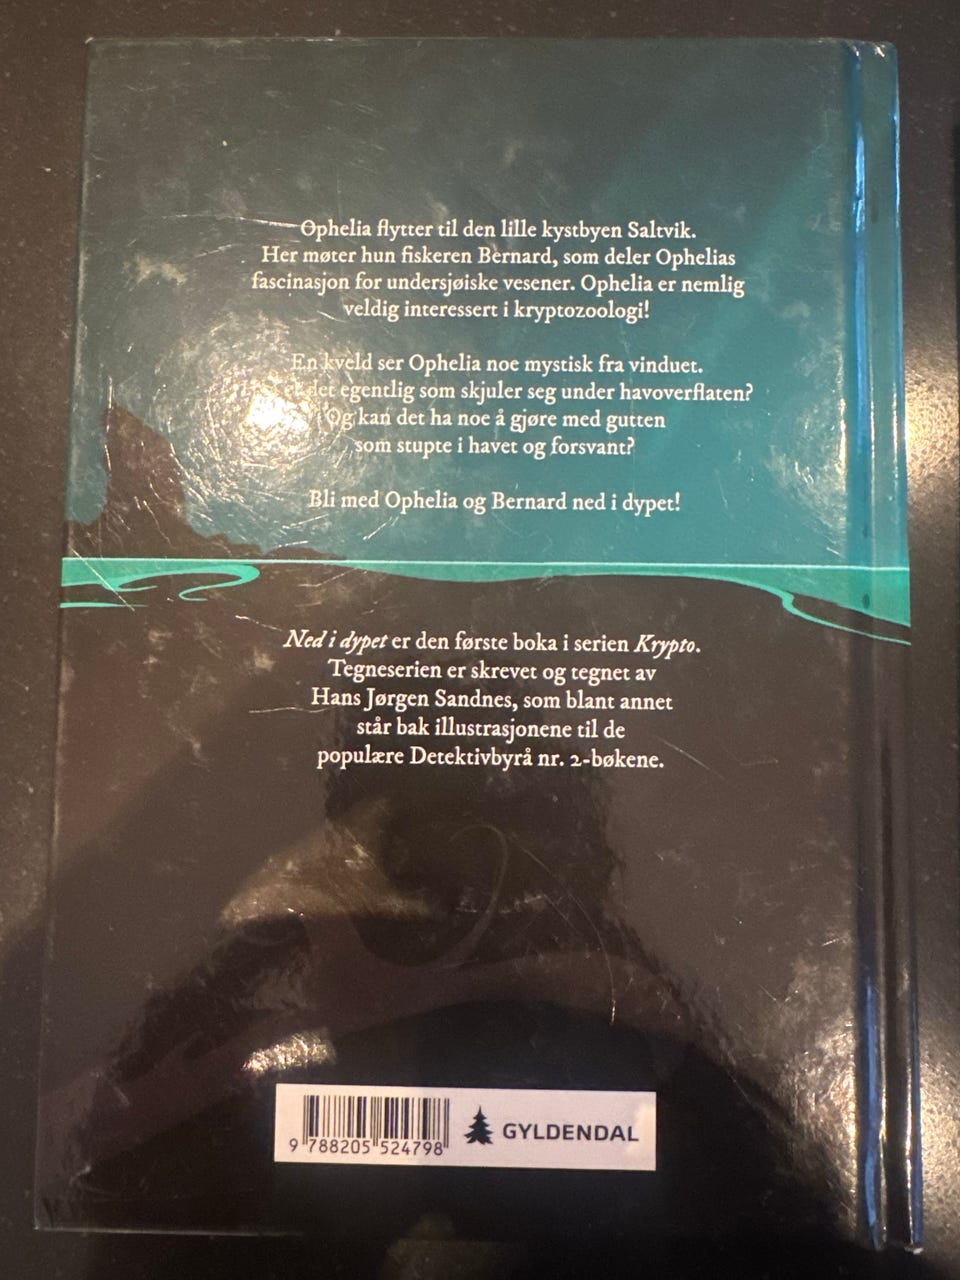 Ophelia flytter til den lille kystbyen Saltvik.
Her møter hun fiskeren Bernard, som deler Ophelias
fascinasjon for undersjøiske vesener. Ophelia er nemlig
veldig interessert i kryptozoologi!
En kveld ser Ophelia noe mystisk fra vinduet.
det egentlig som skjuler seg under havoverflaten?
Og kan det ha noe å gjøre med gutten
som stupte i havet og forsvant?
Bli med Ophelia og Bernard ned i dypet!
Ned i dypet er den første boka i serien Krypto.
Tegneserien er skrevet og tegnet av
Hans Jørgen Sandnes, som blant annet
står bak illustrasjonene til de
populære Detektivbyrå nr. 2-bøkene.
9 788205 524798
GYLDENDAL